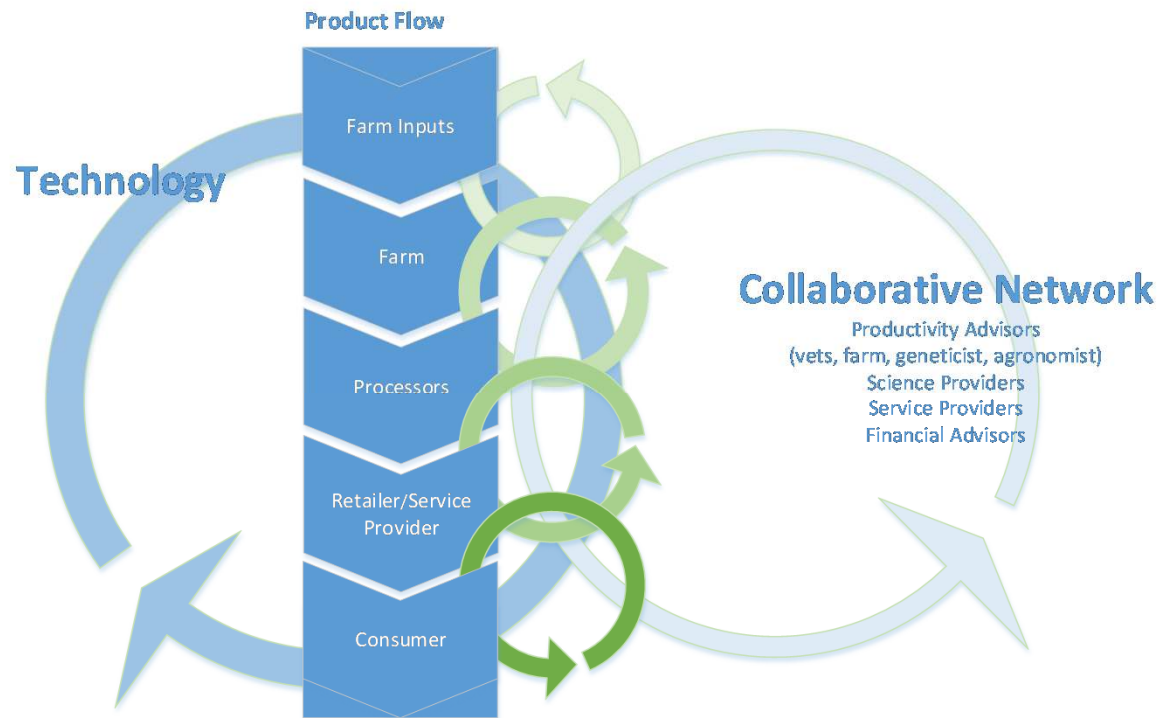 Product Flow
Farm Inputs
Technology
Farm
Collaborative Network
Productivity Advisors
(vets, farm, geneticist, agronomist)
Science Providers
Service Providers
Financial Advisors
Processors
Retailer/Service
Provider
Consumer